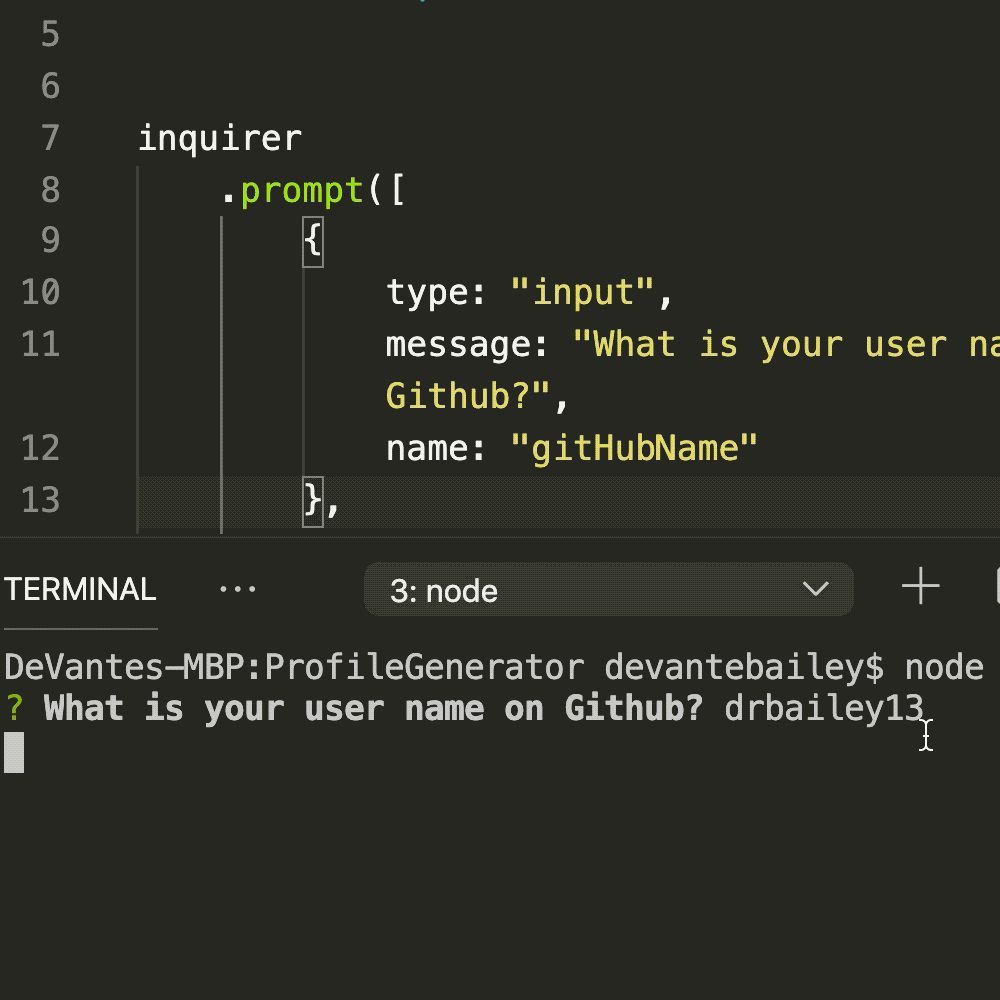 5
6
7 inquirer
8 .prompt([
9 {
10 type: "input",
11 message: "What is your user na
Github?",
12 name: "gitHubName"
13 },
TERMINAL ··· 3: node
DeVantes-MBP:ProfileGenerator devantebailey$ node
? What is your user name on Github? drbailey13